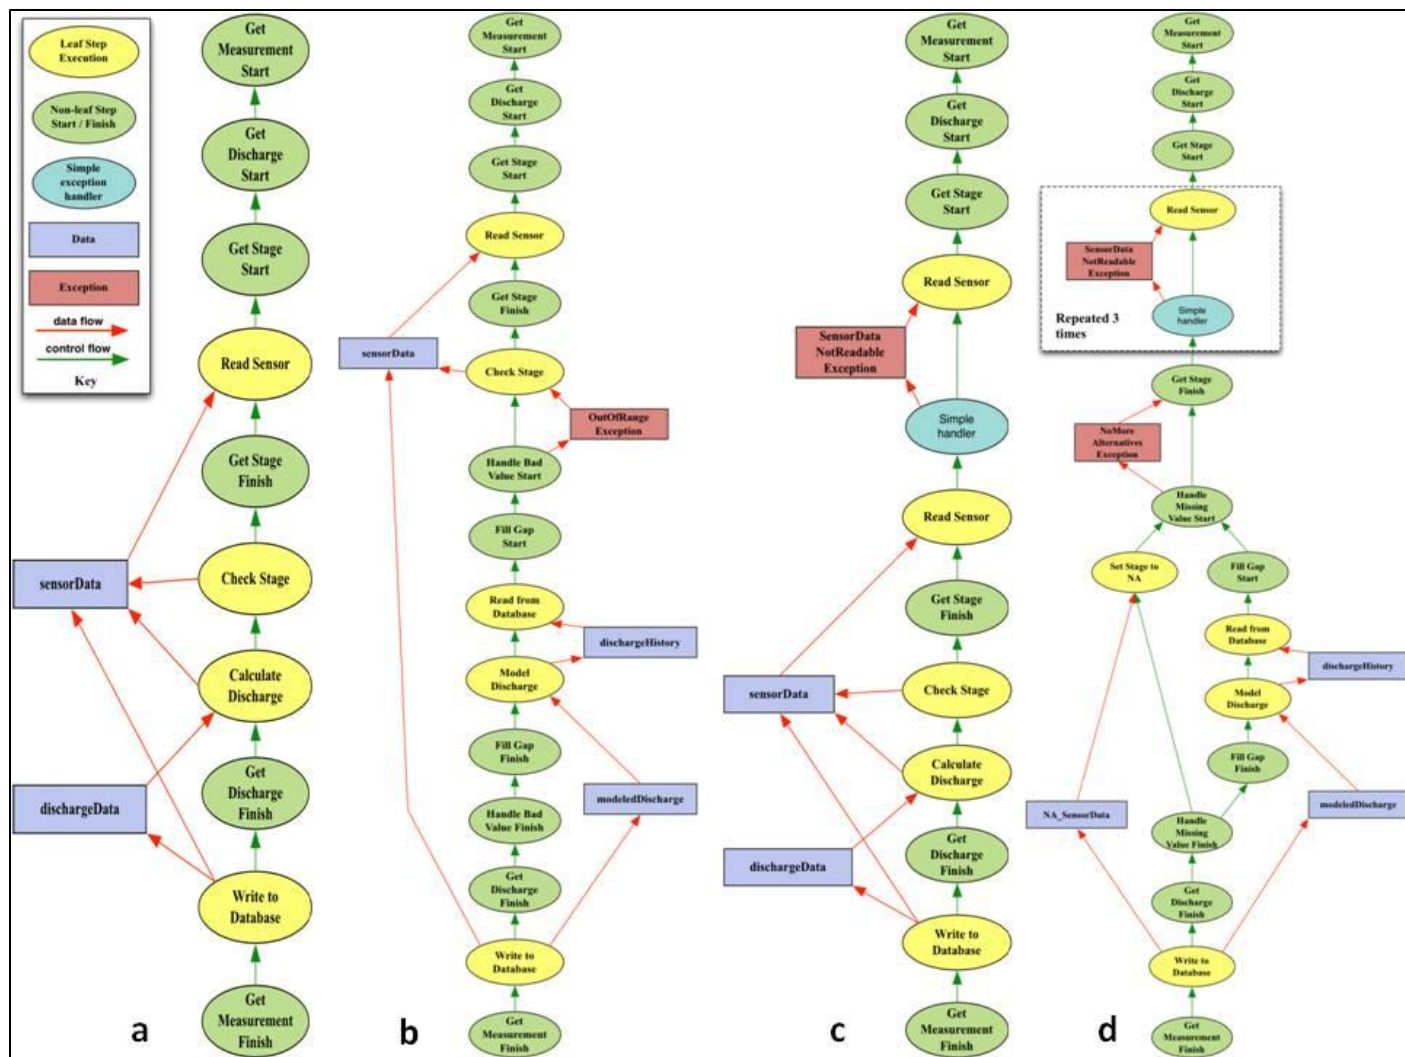 Leaf Step
Execution
Non-leaf Step
Start / Finish
Simple
exception
handler
Data
Exception
data flow
control flow
Key
Get
Measurement
Start
Get
Discharge
Start
Get Stage
Start
Read Sensor
Get Stage
Finish
sensorData
Check Stage
Calculate
Discharge
dischargeData
Get
Discharge
Finish
Write to
Database
Get
Measurement
Finish
a
Get
Measurement
Start
Get
Discharge
Start
Get Stage
Start
Read Sensor
Get Stage
Finish
sensorData
Check Stage
OutOfRange
Exception
Handle Bad
Value Start
Fill Gap
Start
Read from
Database
dischargeHistory
Model
Discharge
Fill Gap
Finish
modeledDischarge
Handle Bad
Value Finish
Get
Discharge
Finish
Write to
Database
Get
Measurement
Finish
b
Get
Measurement
Start
Get
Discharge
Start
Get Stage
Start
Read Sensor
SensorData
NotReadable
Exception
Simple
handler
Read Sensor
Get Stage
Finish
sensorData
Check Stage
Calculate
Discharge
dischargeData
Get
Discharge
Finish
Write to
Database
Get
Measurement
Finish
c
Get
Measurement
Start
Get
Discharge
Start
Get Stage
Start
Read Sensor
SensorData
NotReadable
Exception
Simple
handler
Repeated 3
times
Get Stage
Finish
NoMore
Alternatives
Exception
Handle
Missing
Value Start
Set Stage to
NA
Fill Gap
Start
Read from
Database
dischargeHistory
Model
Discharge
Fill Gap
Finish
NA_SensorData
modeledDischarge
Handle
Missing
Value Finish
Get
Discharge
Finish
Write to
Database
Get
Measurement
Finish
d